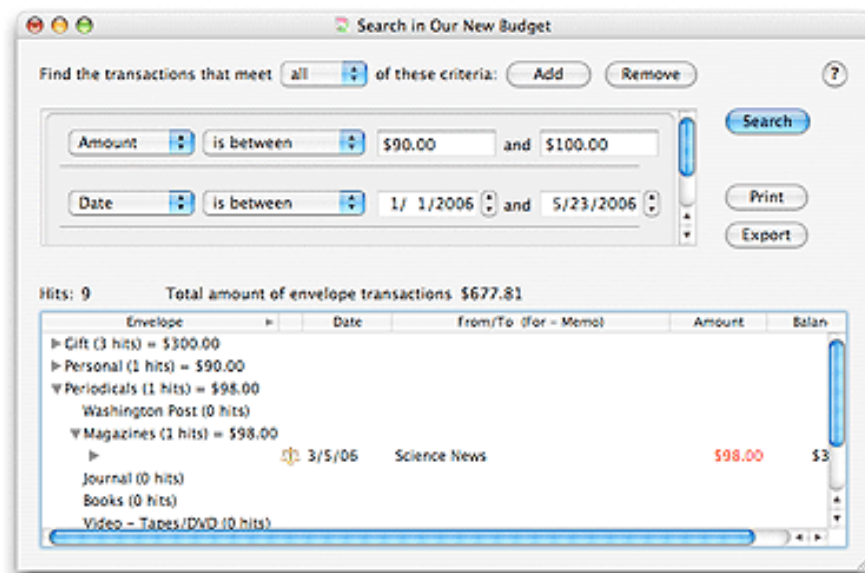 Search in Our New Budget
Find the transactions that meet all of these criteria: Add Remove ?
Amount is between $90.00 and $100.00 Search
Date is between 1/ 1/2006 and 5/23/2006 Print
Export
Hits: 9 Total amount of envelope transactions $677.81
Envelope Date From/To (For - Memo) Amount Balan
Gift (3 hits) = $300.00
Personal (1 hits) = $90.00
Periodicals (1 hits) = $98.00
Washington Post (0 hits)
Magazines (1 hits) = $98.00
3/5/06 Science News $98.00 $3
Journal (0 hits)
Books (0 hits)
Video - Tapes/DVD (0 hits)